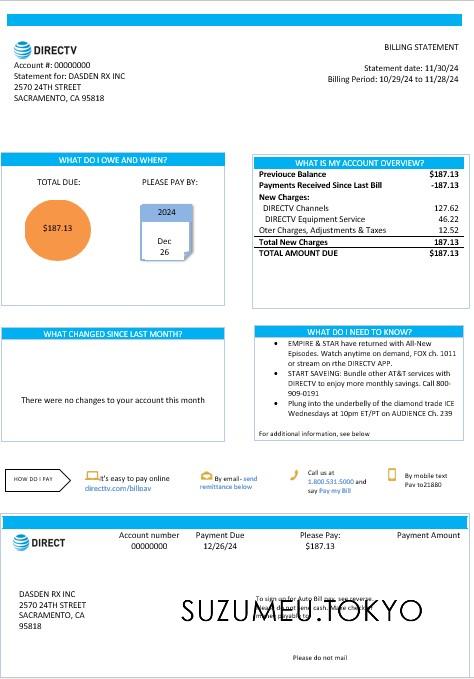 DIRECTV
BILLING STATEMENT
Account #: 00000000
Statement for: DASDEN RX INC
2570 24TH STREET
SACRAMENTO, CA 95818
Statement date: 11/30/24
Billing Period: 10/29/24 to 11/28/24
WHAT DO I OWE AND WHEN?
TOTAL DUE:
PLEASE PAY BY:
$187.13
2024
Dec
26
WHAT IS MY ACCOUNT OVERVIEW?
Previouce Balance $187.13
Payments Received Since Last Bill -187.13
New Charges:
DIRECTV Channels 127.62
DIRECTV Equipment Service 46.22
Oter Charges, Adjustments & Taxes 12.52
Total New Charges 187.13
TOTAL AMOUNT DUE $187.13
WHAT CHANGED SINCE LAST MONTH?
There were no changes to your account this month
WHAT DO I NEED TO KNOW?
• EMPIRE & STAR have returned with All-New
Episodes. Watch anytime on demand, FOX ch. 1011
or stream on rthe DIRECTV APP.
• START SAVEING: Bundle other AT&T services with
DIRECTV to enjoy more monthly savings. Call 800-
909-0191
• Plung into the underbelly of the diamond trade ICE
Wednesdays at 10pm ET/PT on AUDIENCE Ch. 239
For additional information, see below
HOW DO I PAY
It's easy to pay online
directtv.com/billoav
By email- send
remittance below
Call us at
1.800.531.5000 and
say Pay my Bill
By mobile text
Pav to21880
DIRECT
Account number
00000000
Payment Due
12/26/24
Please Pay:
$187.13
Payment Amount
DASDEN RX INC
2570 24TH STREET
SACRAMENTO, CA
95818
To sign up for Auto Bill pay, see reverse.
Please do not send cash. Make check or
money payable to
SUZUMEU.TOKYO
Please do not mail